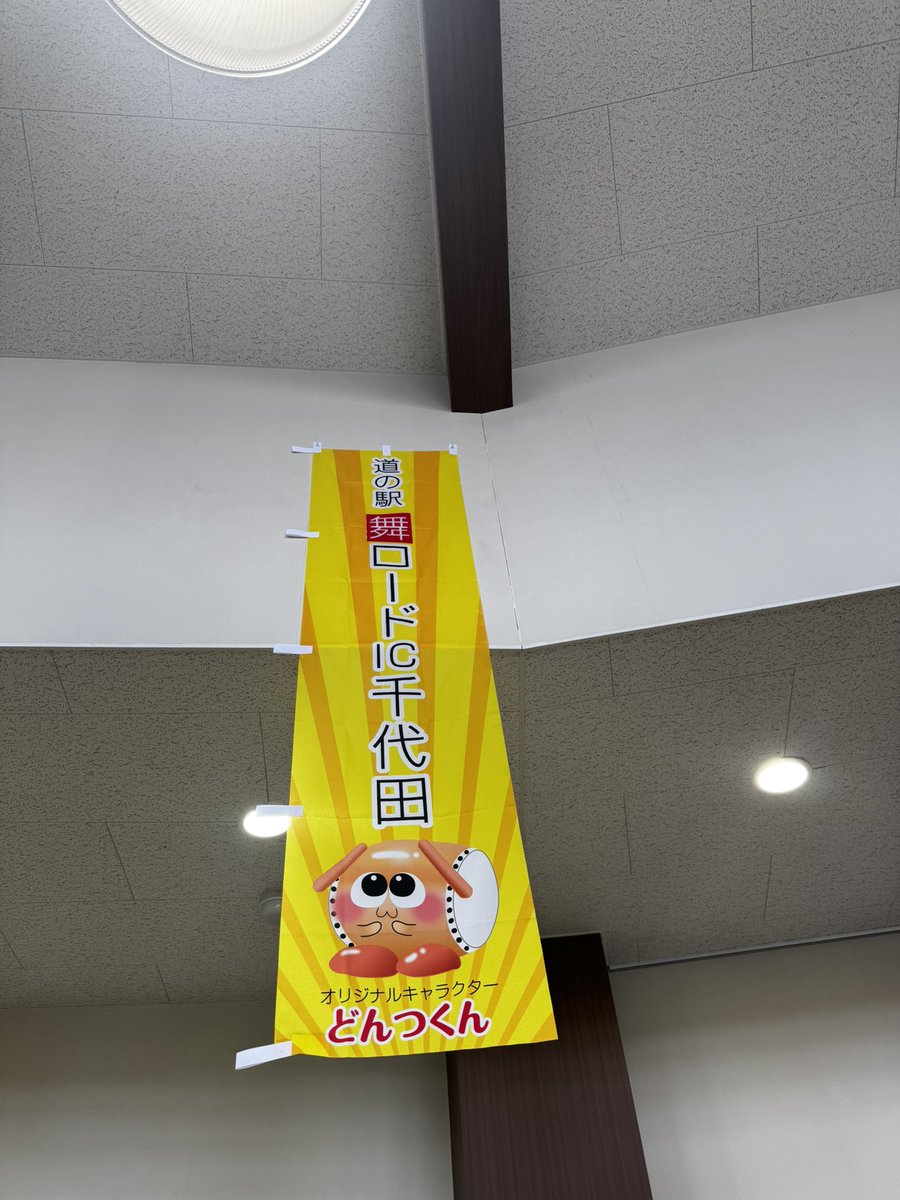 道の駅
舞ロードIC千代田
オリジナルキャラクター
どんつくん